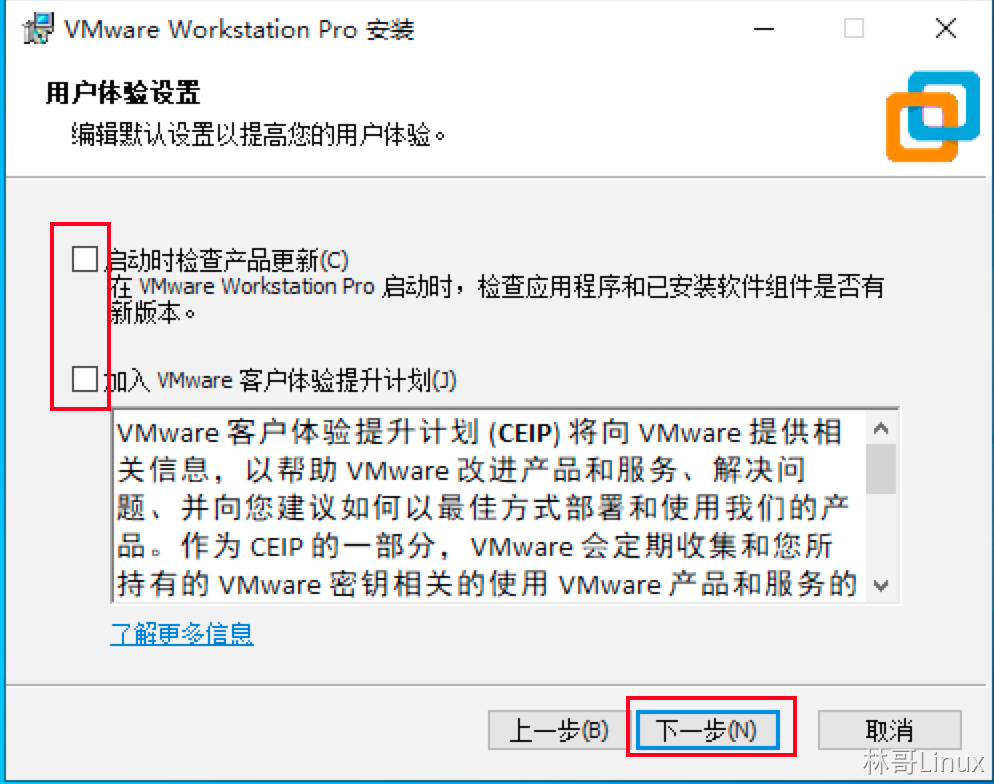 VMware Workstation Pro 安装
用户体验设置
编辑默认设置以提高您的用户体验。
启动时检查产品更新(C)
在 VMware Workstation Pro 启动时，检查应用程序和已安装软件组件是否有
新版本。
加入 VMware 客户体验提升计划(J)
VMware 客户体验提升计划 (CEIP) 将向 VMware 提供相
关信息，以帮助 VMware 改进产品和服务、解决问
题、并向您建议如何以最佳方式部署和使用我们的产
品。作为 CEIP 的一部分，VMware 会定期收集和您所
持有的 VMware 密钥相关的使用 VMware 产品和服务的
了解更多信息
上一步(B) 下一步(N) 取消
林哥Linux